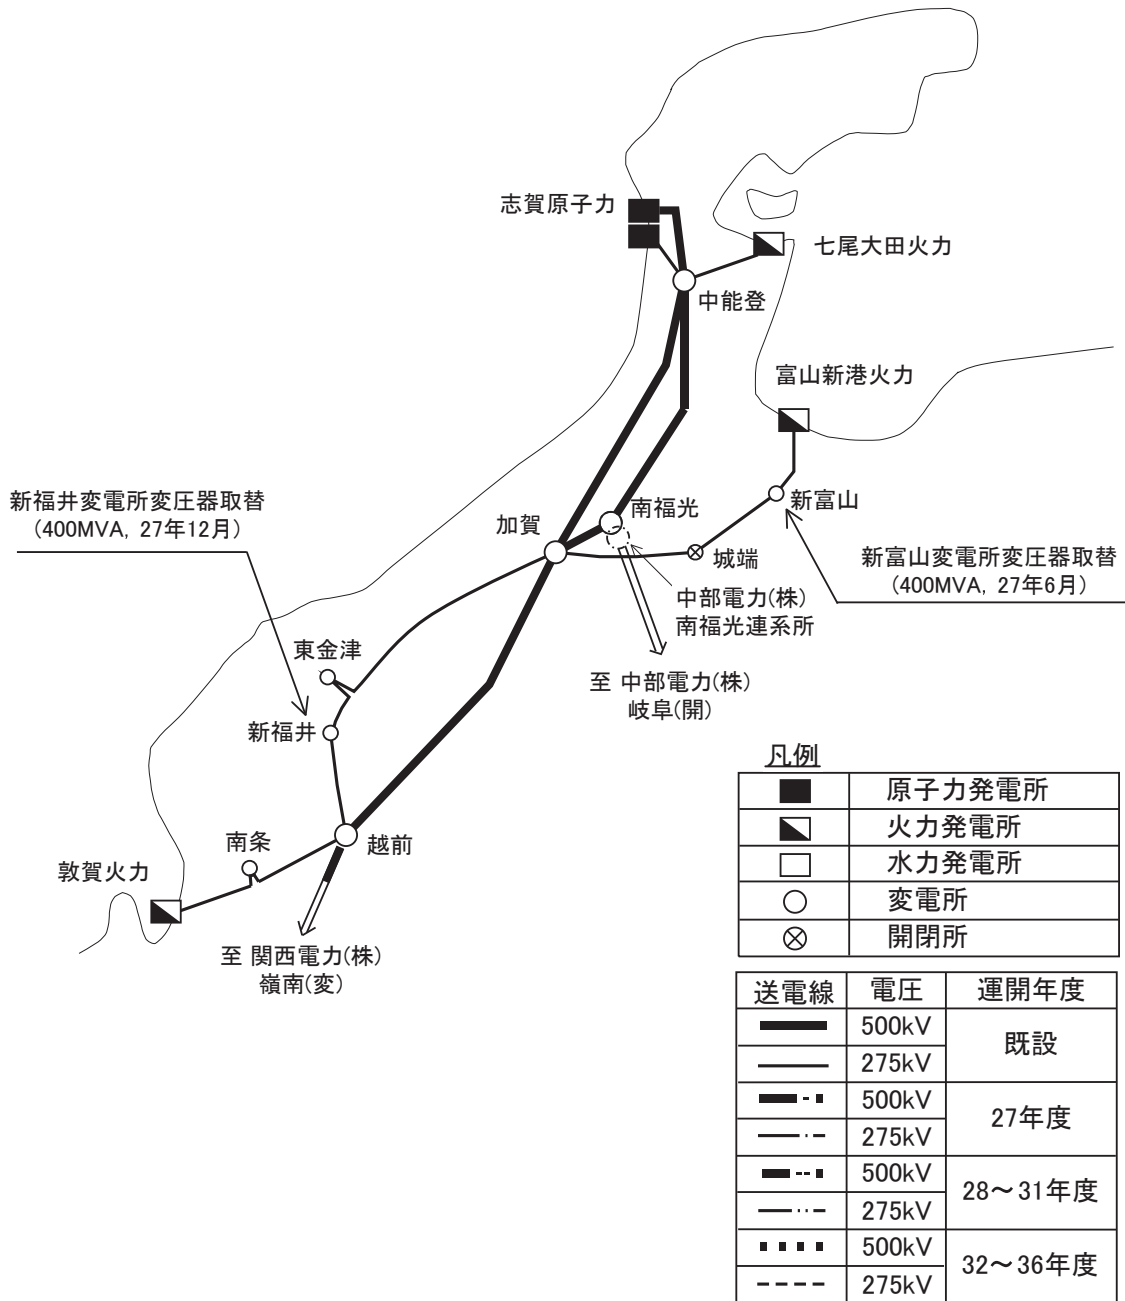 志賀原子力
七尾大田火力
中能登
富山新港火力
新福井変電所変圧器取替
(400MVA, 27年12月)
加賀
南福光
新富山
城端
新富山変電所変圧器取替
(400MVA, 27年6月)
中部電力(株)
南福光連系所
東金津
至 中部電力(株)
岐阜(開)
新福井
南条
越前
敦賀火力
至 関西電力(株)
嶺南(変)
凡例
原子力発電所
火力発電所
水力発電所
変電所
開閉所
送電線 電圧 運開年度
500kV
既設
275kV
500kV
27年度
275kV
500kV
28～31年度
275kV
500kV
32～36年度
275kV